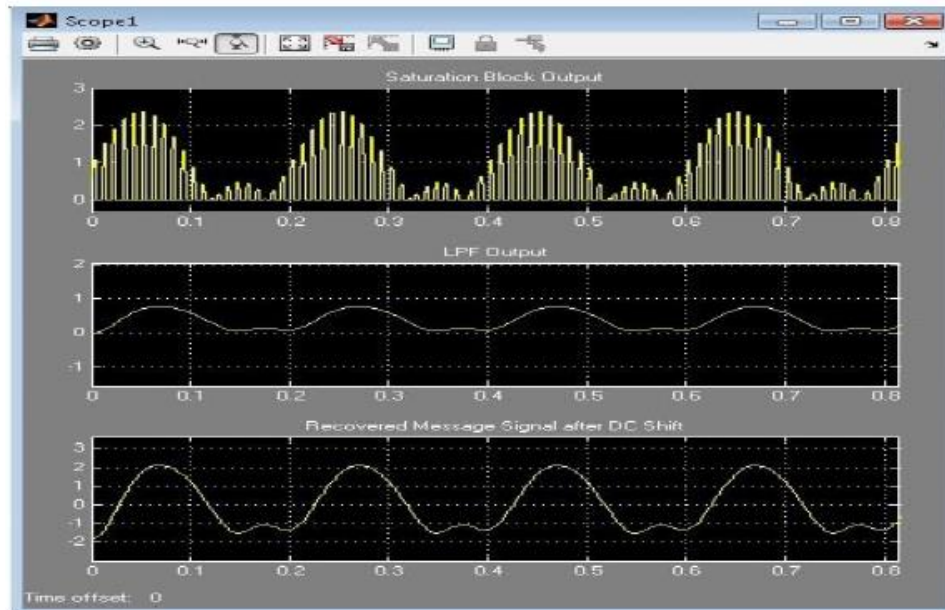 Scope1
Saturation Block Output
3
2
1
0
0 0.1 0.2 0.3 0.4 0.5 0.6 0.7 0.8
LPF Output
2
1
0
-1
0 0.1 0.2 0.3 0.4 0.5 0.6 0.7 0.8
Recovered Message Signal after DC Shift
3
2
1
0
-1
-2
0 0.1 0.2 0.3 0.4 0.5 0.6 0.7 0.8
Time offset: 0